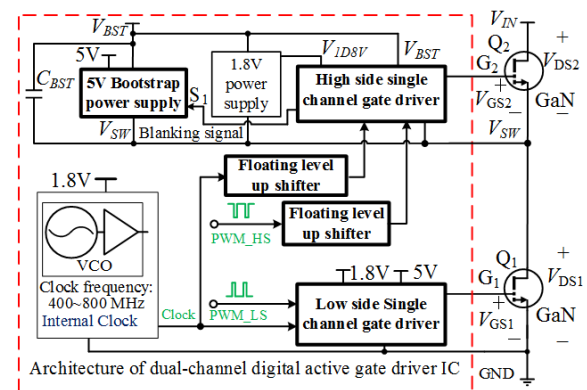 V_BST
5V
C_BST
5V Bootstrap
power supply
S_1
V_SW
Blanking signal
1.8V
power
supply
V_1D8V
V_BST
High side single
channel gate driver
V_IN
G_2
Q_2
+
V_DS2
+
V_GS2
−
GaN
−
V_SW
Floating level
up shifter
Floating level
up shifter
PWM_HS
1.8V
VCO
Clock frequency:
400~800 MHz
Internal Clock
Clock
PWM_LS
1.8V
5V
Low side Single
channel gate driver
G_1
Q_1
+
V_DS1
+
V_GS1
−
GaN
−
GND
Architecture of dual-channel digital active gate driver IC